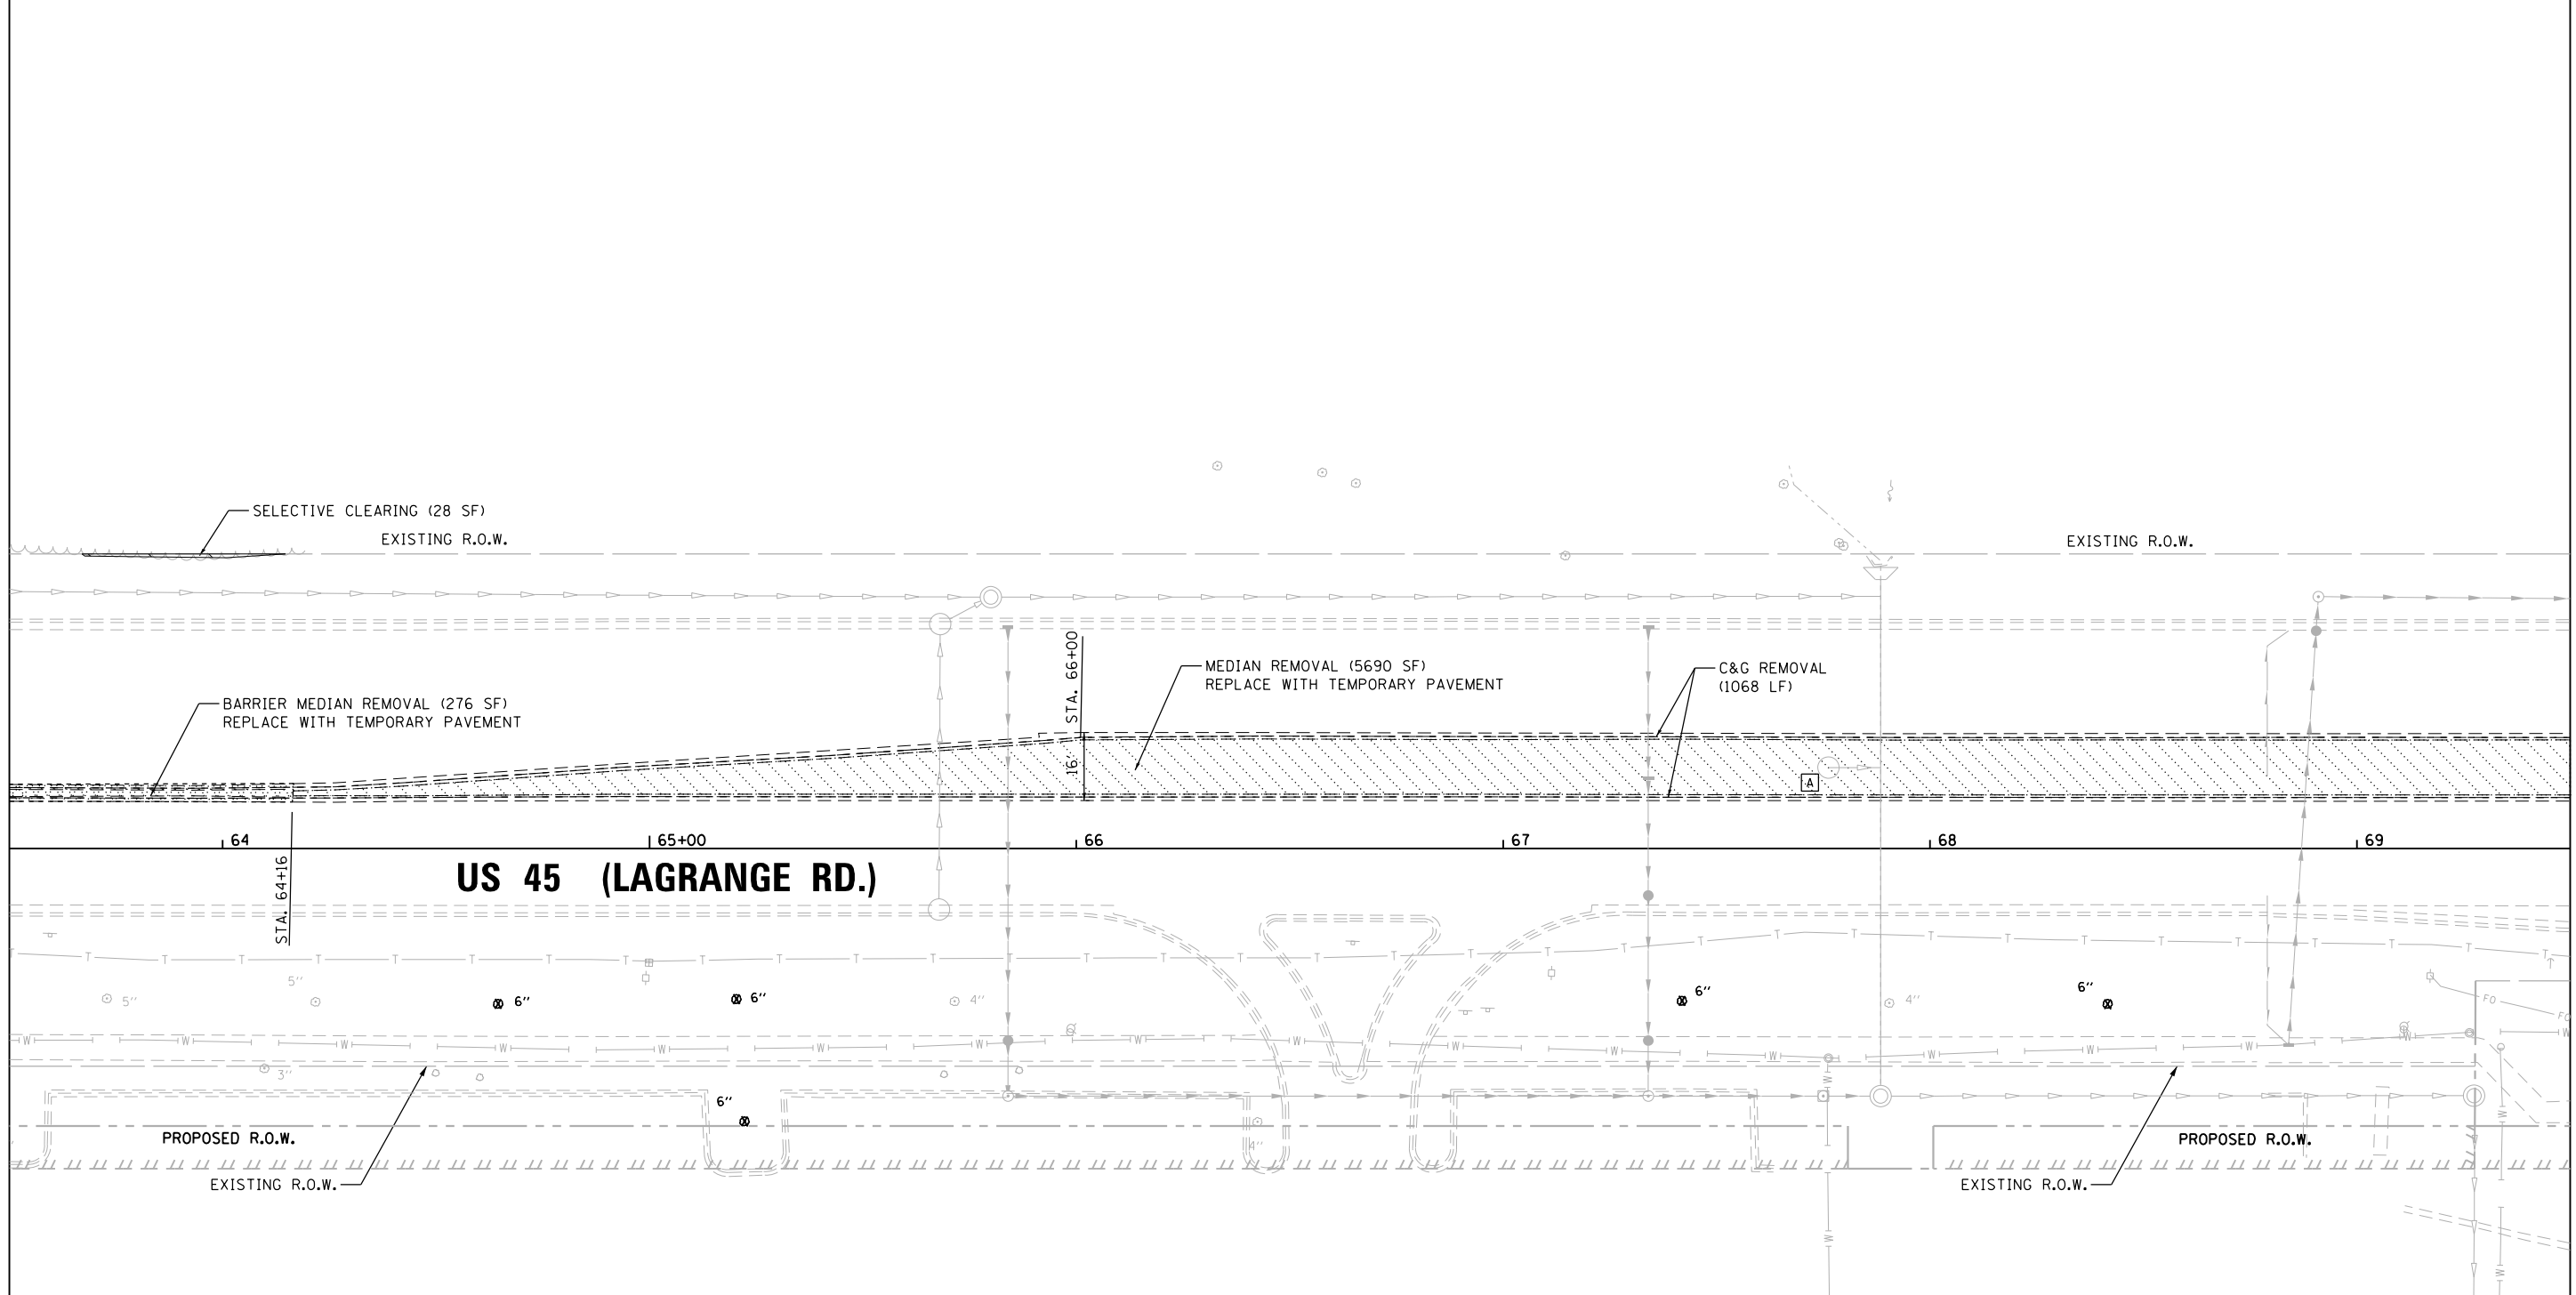 SELECTIVE CLEARING (28 SF)
EXISTING R.O.W.
EXISTING R.O.W.
STA. 66+00
MEDIAN REMOVAL (5690 SF)
REPLACE WITH TEMPORARY PAVEMENT
C&G REMOVAL
(1068 LF)
BARRIER MEDIAN REMOVAL (276 SF)
REPLACE WITH TEMPORARY PAVEMENT
16'
A
64
65+00
66
67
68
69
US 45 (LAGRANGE RD.)
STA. 64+16
T T T T T T T T T T T T T T T T T T T T T T T T T T T T T T T T T
5''
5''
6''
6''
4''
6''
4''
6''
FO
FO
W W W W W W W W W W W W W W W W W
3''
6''
4''
W
W
W
W
PROPOSED R.O.W.
PROPOSED R.O.W.
EXISTING R.O.W.
EXISTING R.O.W.